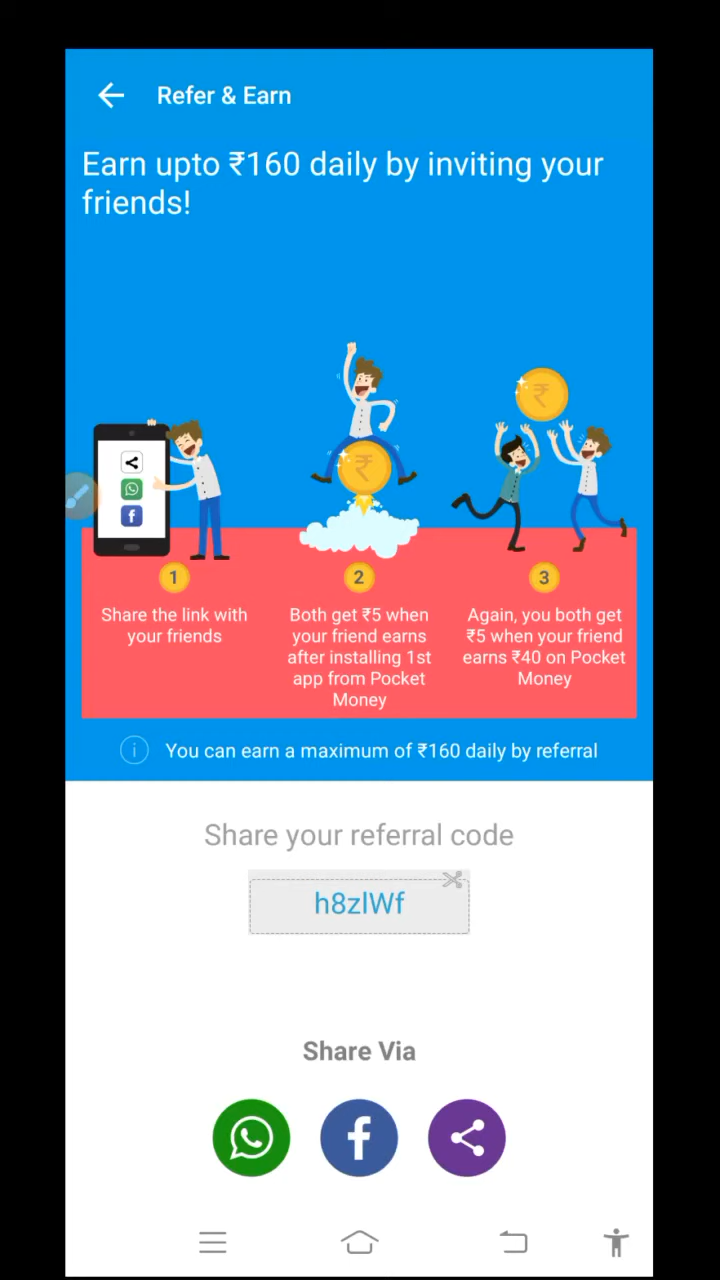 Refer & Earn
Earn upto ₹160 daily by inviting your
friends!
1
Share the link with
your friends
2
Both get ₹5 when
your friend earns
after installing 1st
app from Pocket
Money
3
Again, you both get
₹5 when your friend
earns ₹40 on Pocket
Money
You can earn a maximum of ₹160 daily by referral
Share your referral code
h8zlWf
Share Via